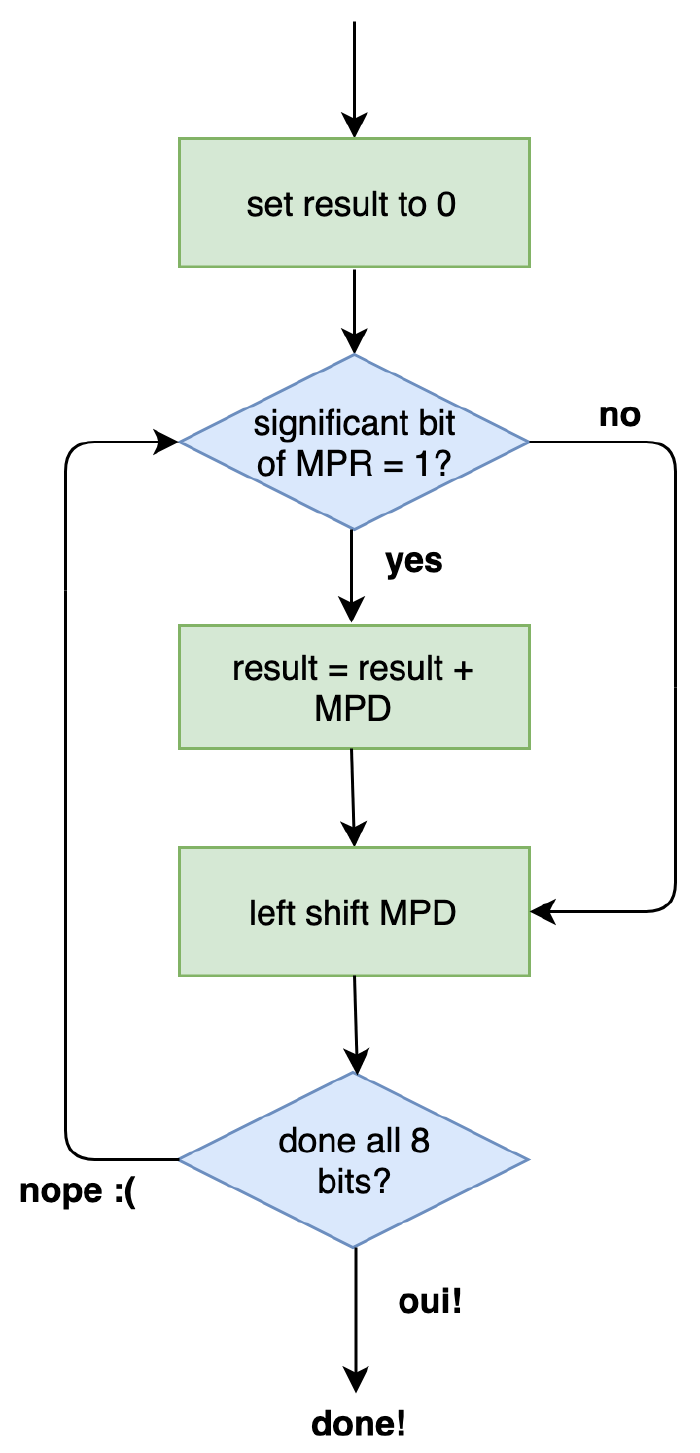 set result to 0
significant bit
of MPR = 1?
no
yes
result = result +
MPD
left shift MPD
done all 8
bits?
nope :(
oui!
done!